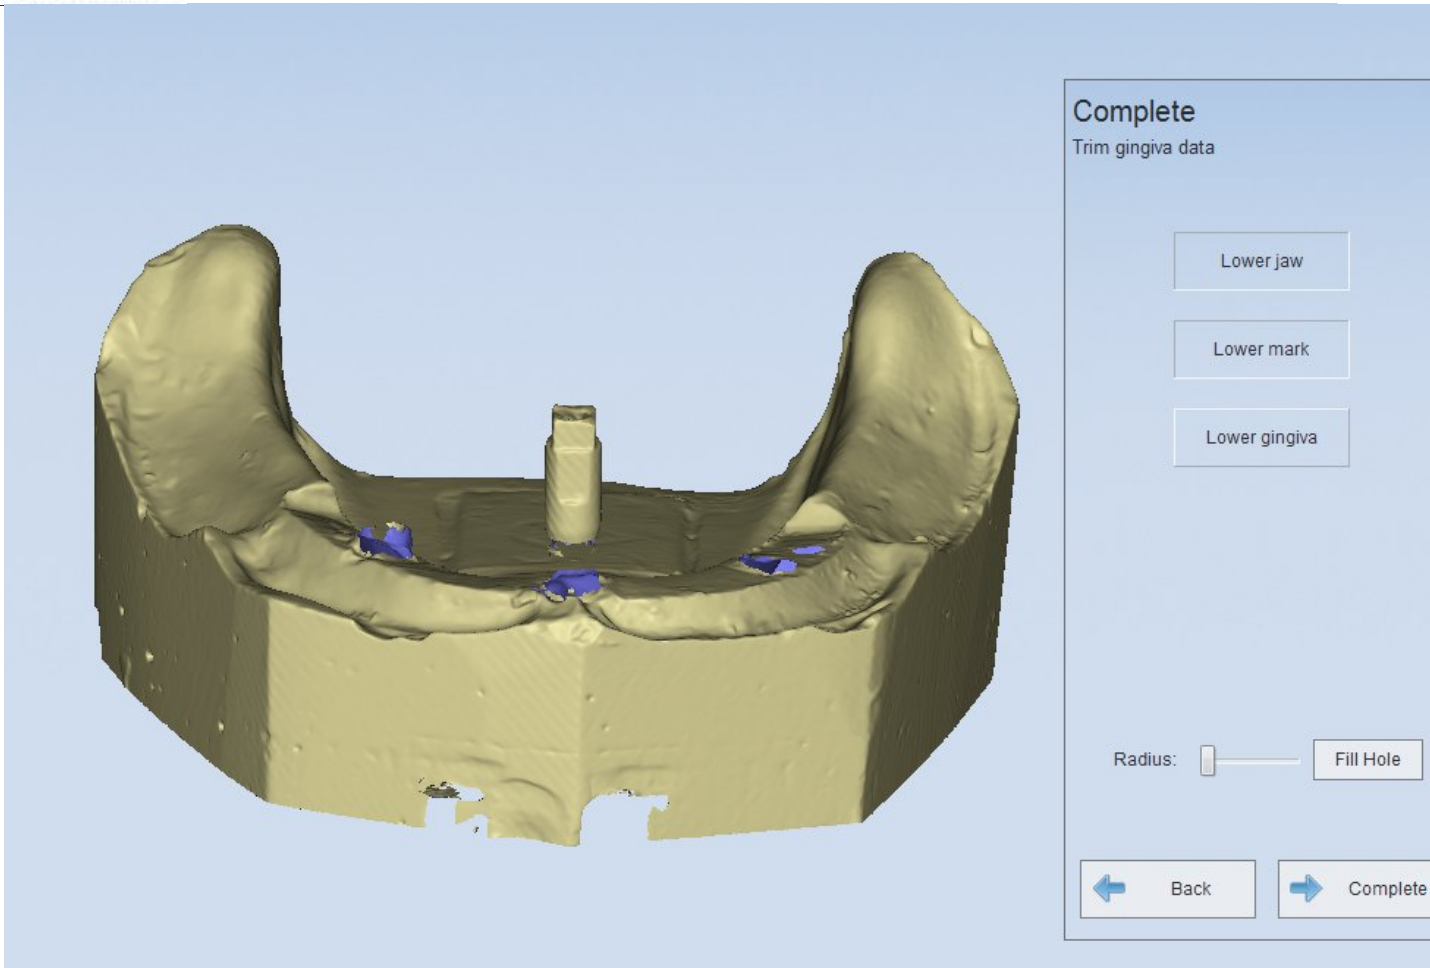 Complete
Trim gingiva data
Lower jaw
Lower mark
Lower gingiva
Radius:
Fill Hole
Back
Complete